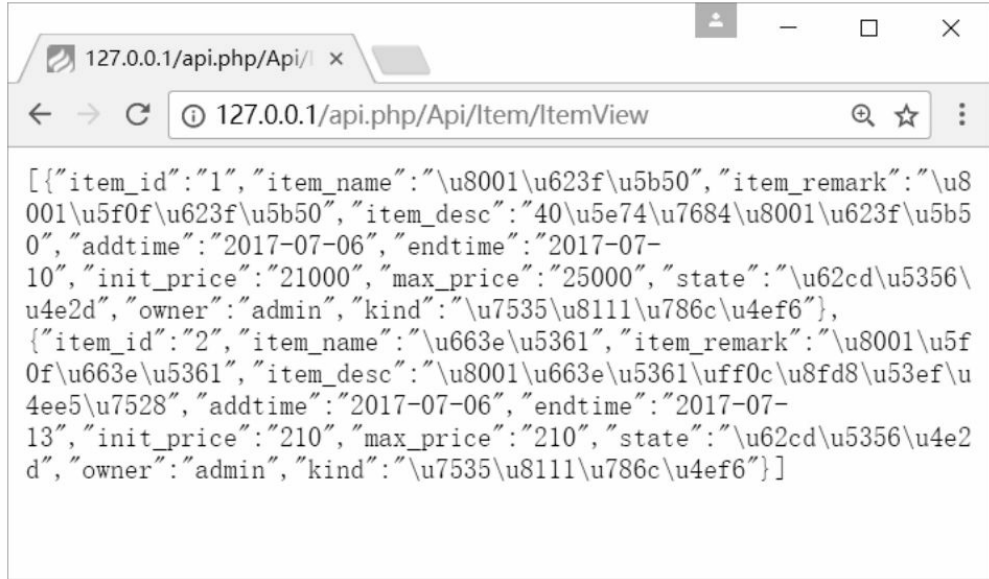 127.0.0.1/api.php/Api/I
127.0.0.1/api.php/Api/Item/ItemView
[{"item_id":"1","item_name":"\u8001\u623f\u5b50","item_remark":"\u8
001\u5f0f\u623f\u5b50","item_desc":"40\u5e74\u7684\u8001\u623f\u5b5
0","addtime":"2017-07-06","endtime":"2017-07-
10","init_price":"21000","max_price":"25000","state":"\u62cd\u5356\
u4e2d","owner":"admin","kind":"\u7535\u8111\u786c\u4ef6"},
{"item_id":"2","item_name":"\u663e\u5361","item_remark":"\u8001\u5f
0f\u663e\u5361","item_desc":"\u8001\u663e\u5361\uff0c\u8fd8\u53ef\u
4ee5\u7528","addtime":"2017-07-06","endtime":"2017-07-
13","init_price":"210","max_price":"210","state":"\u62cd\u5356\u4e2
d","owner":"admin","kind":"\u7535\u8111\u786c\u4ef6"}]